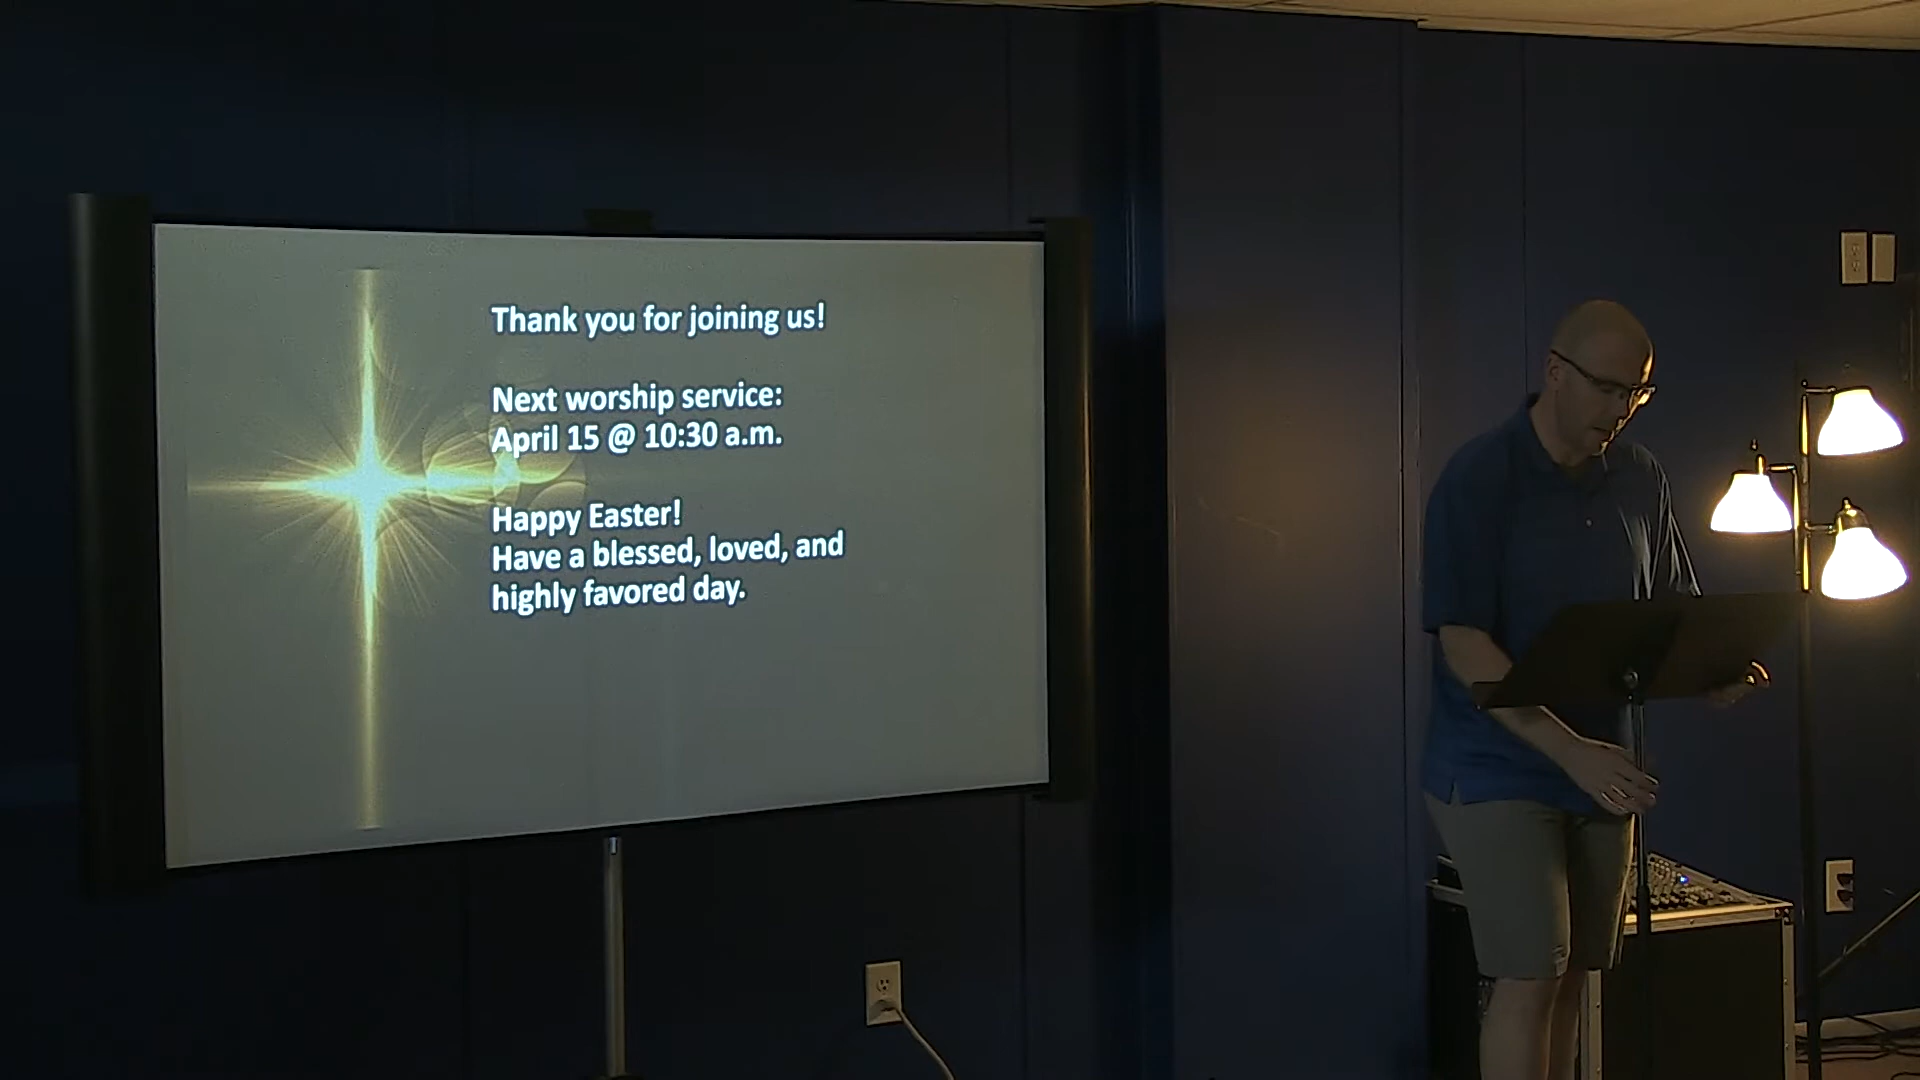 Thank you for joining us!
Next worship service:
April 15 @ 10:30 a.m.
Happy Easter!
Have a blessed, loved, and
highly favored day.